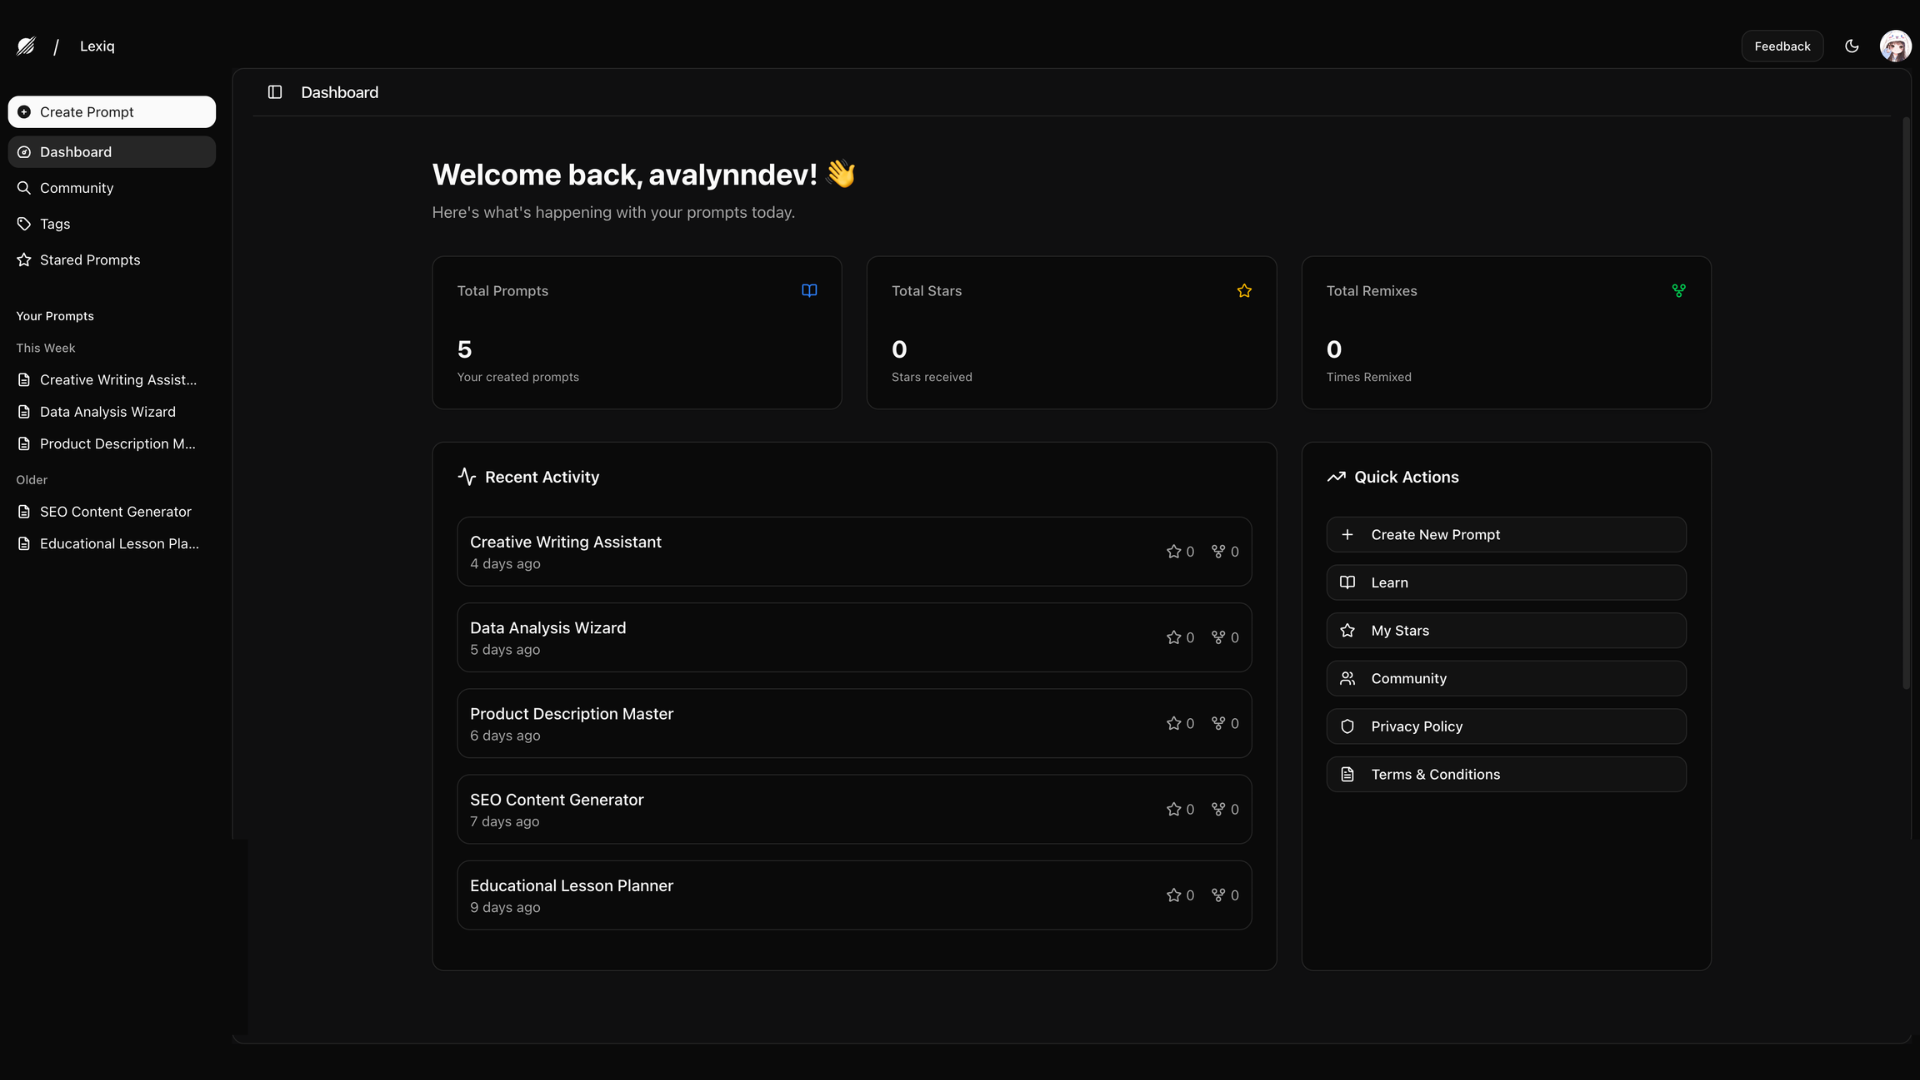 / Lexiq
Feedback
Create Prompt
Dashboard
Community
Tags
Stared Prompts
Your Prompts
This Week
Creative Writing Assist...
Data Analysis Wizard
Product Description M...
Older
SEO Content Generator
Educational Lesson Pla...
Dashboard
Welcome back, avalynndev! 👋
Here's what's happening with your prompts today.
Total Prompts
5
Your created prompts
Total Stars
0
Stars received
Total Remixes
0
Times Remixed
Recent Activity
Creative Writing Assistant
4 days ago
0 0
Data Analysis Wizard
5 days ago
0 0
Product Description Master
6 days ago
0 0
SEO Content Generator
7 days ago
0 0
Educational Lesson Planner
9 days ago
0 0
Quick Actions
Create New Prompt
Learn
My Stars
Community
Privacy Policy
Terms & Conditions